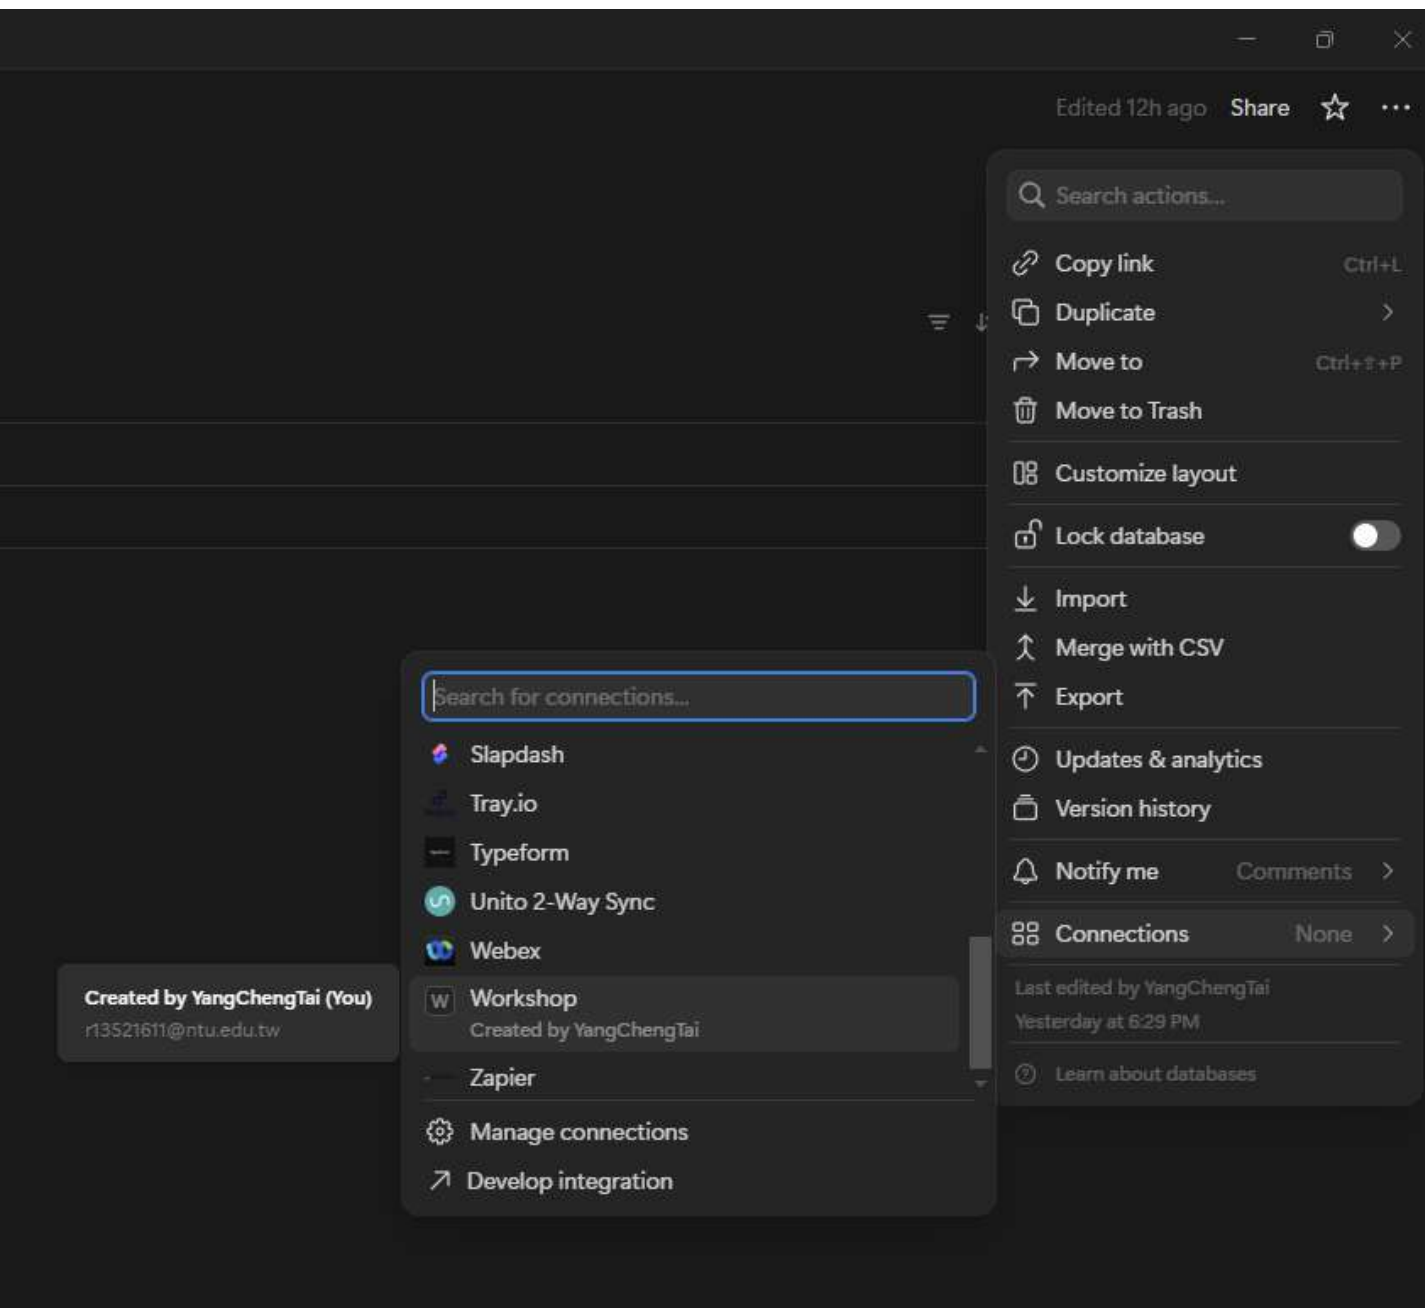 Edited 12h ago Share
Search actions...
Copy link Ctrl+L
Duplicate
Move to Ctrl+⇧+P
Move to Trash
Customize layout
Lock database
Import
Merge with CSV
Export
Updates & analytics
Version history
Notify me Comments
Connections None
Last edited by YangChengTai
Yesterday at 6:29 PM
Learn about databases
Search for connections...
Slapdash
Tray.io
Typeform
Unito 2-Way Sync
Webex
W Workshop
Created by YangChengTai
Zapier
Manage connections
Develop integration
Created by YangChengTai (You)
r13521611@ntu.edu.tw